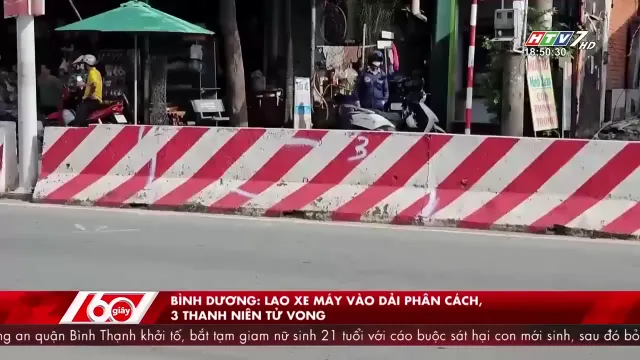 HTV7 HD
18:50:30
3
60 giây
BÌNH DƯƠNG: LAO XE MÁY VÀO DẢI PHÂN CÁCH,
3 THANH NIÊN TỬ VONG
ng an quận Bình Thạnh khởi tố, bắt tạm giam nữ sinh 21 tuổi với cáo buộc sát hại con mới sinh, sau đó bỏ